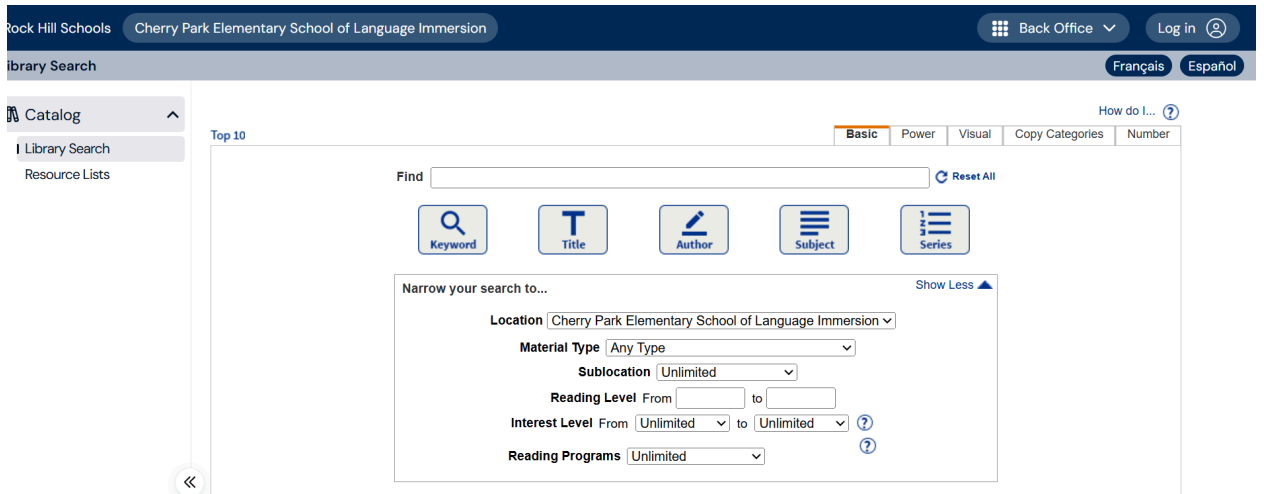 Rock Hill Schools Cherry Park Elementary School of Language Immersion Back Office Log in
Library Search Français Español
Catalog
Library Search
Resource Lists
How do I... ?
Top 10 Basic Power Visual Copy Categories Number
Find Reset All
Keyword Title Author Subject Series
Narrow your search to... Show Less
Location Cherry Park Elementary School of Language Immersion
Material Type Any Type
Sublocation Unlimited
Reading Level From to
Interest Level From Unlimited to Unlimited ?
?
Reading Programs Unlimited